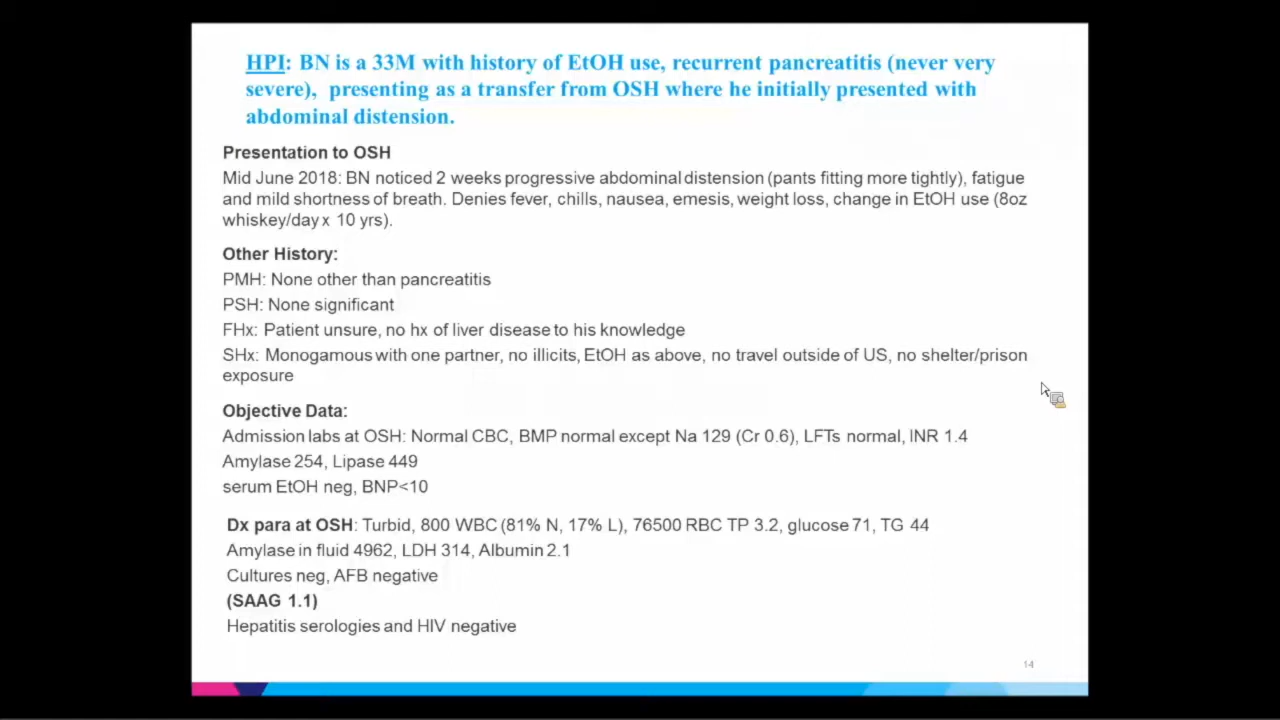 HPI: BN is a 33M with history of EtOH use, recurrent pancreatitis (never very
severe), presenting as a transfer from OSH where he initially presented with
abdominal distension.
Presentation to OSH
Mid June 2018: BN noticed 2 weeks progressive abdominal distension (pants fitting more tightly), fatigue
and mild shortness of breath. Denies fever, chills, nausea, emesis, weight loss, change in EtOH use (8oz
whiskey/day x 10 yrs).
Other History:
PMH: None other than pancreatitis
PSH: None significant
FHx: Patient unsure, no hx of liver disease to his knowledge
SHx: Monogamous with one partner, no illicits, EtOH as above, no travel outside of US, no shelter/prison
exposure
Objective Data:
Admission labs at OSH: Normal CBC, BMP normal except Na 129 (Cr 0.6), LFTs normal, INR 1.4
Amylase 254, Lipase 449
serum EtOH neg, BNP<10
Dx para at OSH: Turbid, 800 WBC (81% N, 17% L), 76500 RBC TP 3.2, glucose 71, TG 44
Amylase in fluid 4962, LDH 314, Albumin 2.1
Cultures neg, AFB negative
(SAAG 1.1)
Hepatitis serologies and HIV negative
14